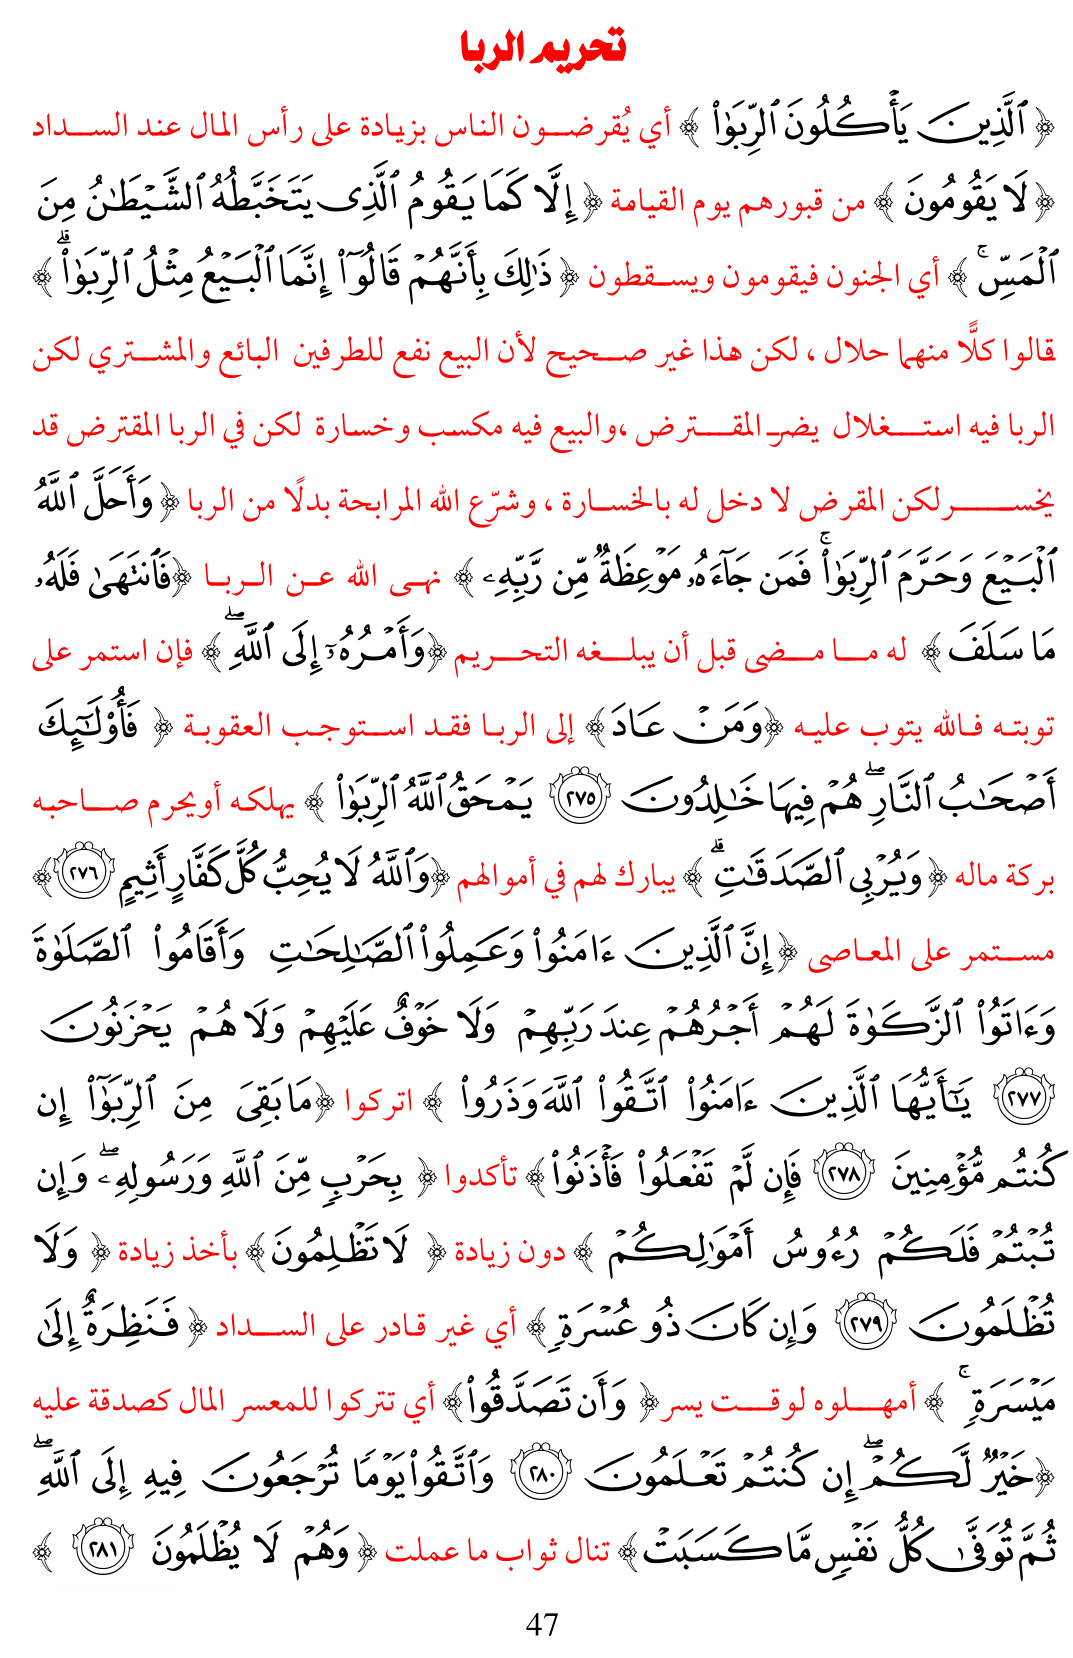 تحريم الربا
﴿ ٱلَّذِينَ يَأۡكُلُونَ ٱلرِّبَوٰاْ ﴾ أي يُقرضون الناس بزيادة على رأس المال عند السداد
﴿ لَا يَقُومُونَ ﴾ من قبورهم يوم القيامة ﴿ إِلَّا كَمَا يَقُومُ ٱلَّذِى يَتَخَبَّطُهُ ٱلشَّيۡطَٰنُ مِنَ
ٱلۡمَسِّۚ ﴾ أي الجنون فيقومون ويسقطون ﴿ ذَٰلِكَ بِأَنَّهُمۡ قَالُوٓاْ إِنَّمَا ٱلۡبَيۡعُ مِثۡلُ ٱلرِّبَوٰاْۗ ﴾
قالوا كلًّا منهما حلال ، لكن هذا غير صحيح لأن البيع نفع للطرفين البائع والمشتري لكن
الربا فيه استغلال يضر المقترض ،والبيع فيه مكسب وخسارة لكن في الربا المقترض قد
يخسرلكن المقرض لا دخل له بالخسارة ، وشرّع الله المرابحة بدلًا من الربا ﴿ وَأَحَلَّ ٱللَّهُ
ٱلۡبَيۡعَ وَحَرَّمَ ٱلرِّبَوٰاْۚ فَمَن جَآءَهُۥ مَوۡعِظَةٌ مِّن رَّبِّهِۦ ﴾ نهى الله عن الربا ﴿فَٱنتَهَىٰ فَلَهُۥ
مَا سَلَفَ ﴾ له ما مضى قبل أن يبلغه التحريم ﴿وَأَمۡرُهُۥٓ إِلَى ٱللَّهِۖ ﴾ فإن استمر على
توبته فالله يتوب عليه ﴿وَمَنۡ عَادَ﴾ إلى الربا فقد استوجب العقوبة ﴿ فَأُوْلَٰٓئِكَ
أَصۡحَٰبُ ٱلنَّارِۖ هُمۡ فِيهَا خَٰلِدُونَ ٢٧٥ يَمۡحَقُ ٱللَّهُ ٱلرِّبَوٰاْ ﴾ يهلكه أويحرم صاحبه
بركة ماله ﴿ وَيُرۡبِى ٱلصَّدَقَٰتِۗ ﴾ يبارك لهم في أموالهم ﴿وَٱللَّهُ لَا يُحِبُّ كُلَّ كَفَّارٍ أَثِيمٍ ٢٧٦﴾
مستمر على المعاصى ﴿ إِنَّ ٱلَّذِينَ ءَامَنُواْ وَعَمِلُواْ ٱلصَّٰلِحَٰتِ وَأَقَامُواْ ٱلصَّلَوٰةَ
وَءَاتَوُاْ ٱلزَّكَوٰةَ لَهُمۡ أَجۡرُهُمۡ عِندَ رَبِّهِمۡ وَلَا خَوۡفٌ عَلَيۡهِمۡ وَلَا هُمۡ يَحۡزَنُونَ
٢٧٧ يَٰٓأَيُّهَا ٱلَّذِينَ ءَامَنُواْ ٱتَّقُواْ ٱللَّهَ وَذَرُواْ ﴾ اتركوا ﴿مَا بَقِىَ مِنَ ٱلرِّبَوٰٓاْ إِن
كُنتُم مُّؤۡمِنِينَ ٢٧٨ فَإِن لَّمۡ تَفۡعَلُواْ فَأۡذَنُواْ﴾ تأكدوا ﴿ بِحَرۡبٍ مِّنَ ٱللَّهِ وَرَسُولِهِۦۖ وَإِن
تُبۡتُمۡ فَلَكُمۡ رُءُوسُ أَمۡوَٰلِكُمۡ ﴾ دون زيادة ﴿ لَا تَظۡلِمُونَ﴾ بأخذ زيادة ﴿ وَلَا
تُظۡلَمُونَ ٢٧٩ وَإِن كَانَ ذُو عُسۡرَةٍ﴾ أي غير قادر على السداد ﴿ فَنَظِرَةٌ إِلَىٰ
مَيۡسَرَةٍۚ ﴾ أمهلوه لوقت يسر﴿ وَأَن تَصَدَّقُواْ﴾ أي تتركوا للمعسر المال كصدقة عليه
﴿خَيۡرٌ لَّكُمۡۖ إِن كُنتُمۡ تَعۡلَمُونَ ٢٨٠ وَٱتَّقُواْ يَوۡمًا تُرۡجَعُونَ فِيهِ إِلَى ٱللَّهِۖ
ثُمَّ تُوَفَّىٰ كُلُّ نَفۡسٍ مَّا كَسَبَتۡ﴾ تنال ثواب ما عملت ﴿ وَهُمۡ لَا يُظۡلَمُونَ ٢٨١ ﴾
47